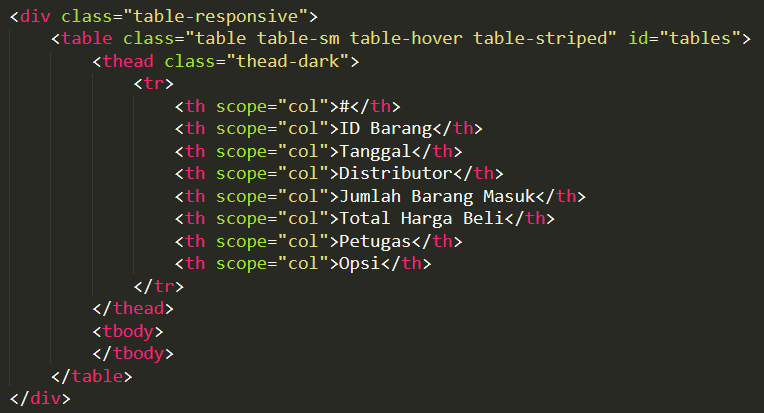 <div class="table-responsive">
    <table class="table table-sm table-hover table-striped" id="tables">
        <thead class="thead-dark">
            <tr>
                <th scope="col">#</th>
                <th scope="col">ID Barang</th>
                <th scope="col">Tanggal</th>
                <th scope="col">Distributor</th>
                <th scope="col">Jumlah Barang Masuk</th>
                <th scope="col">Total Harga Beli</th>
                <th scope="col">Petugas</th>
                <th scope="col">Opsi</th>
            </tr>
        </thead>
        <tbody>
        </tbody>
    </table>
</div>